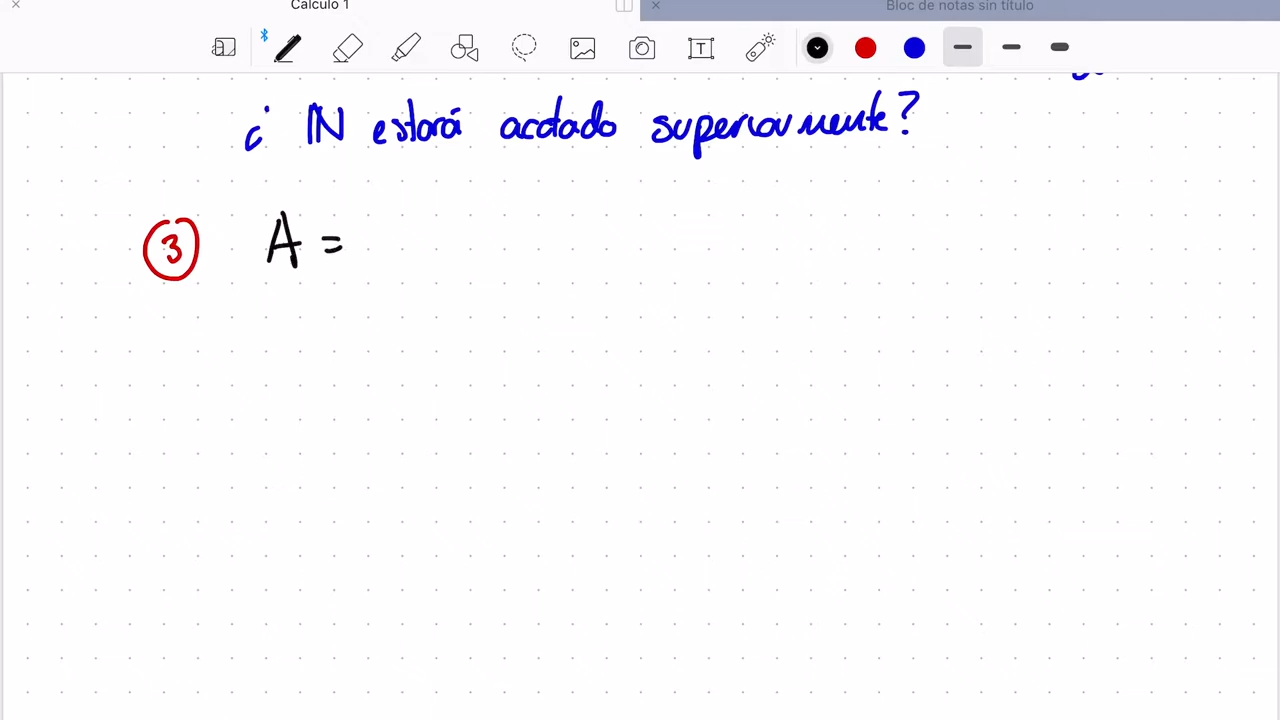 Calculo 1
Bloc de notas sin título
¿ IN estará acotado superiormente?
3 A =